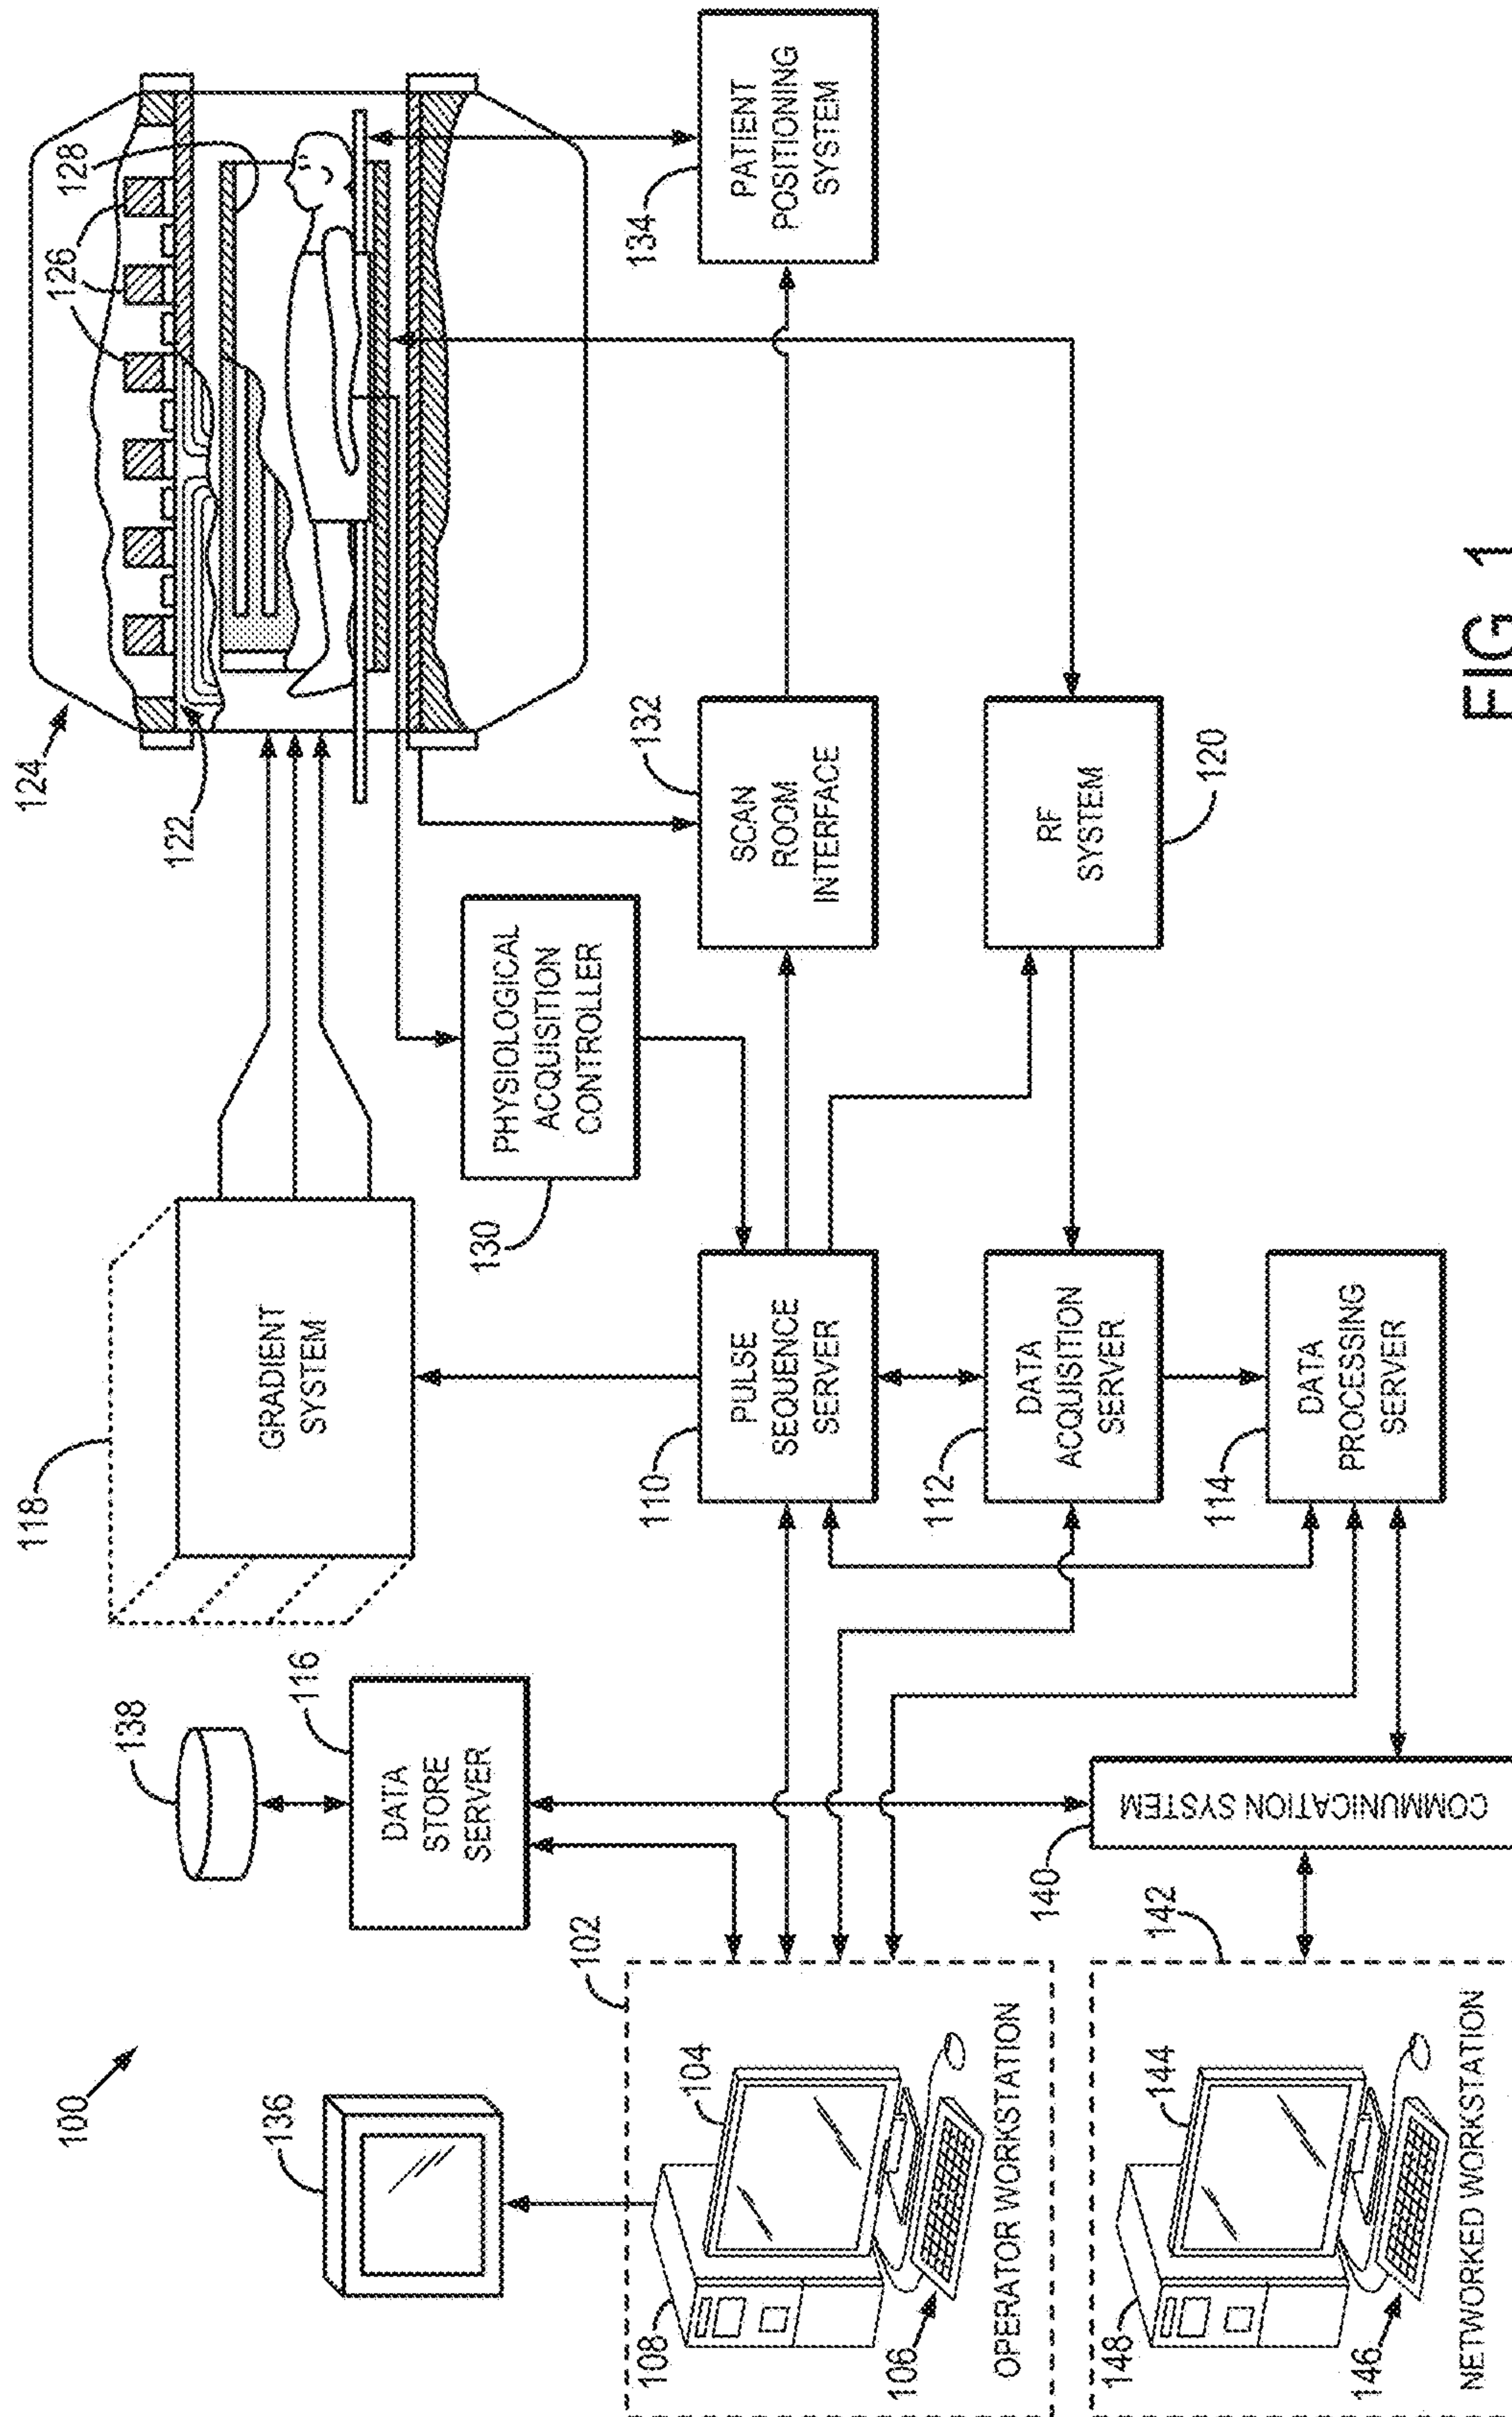 100
136
138
118
124
122
126
128
116
DATA
STORE
SERVER
GRADIENT
SYSTEM
PHYSIOLOGICAL
ACQUISITION
CONTROLLER
130
102
104
108
106
OPERATOR WORKSTATION
110
PULSE
SEQUENCE
SERVER
132
SCAN
ROOM
INTERFACE
134
PATIENT
POSITIONING
SYSTEM
112
DATA
ACQUISITION
SERVER
RF
SYSTEM
120
140
COMMUNICATION SYSTEM
114
DATA
PROCESSING
SERVER
142
144
148
146
NETWORKED WORKSTATION
FIG. 1